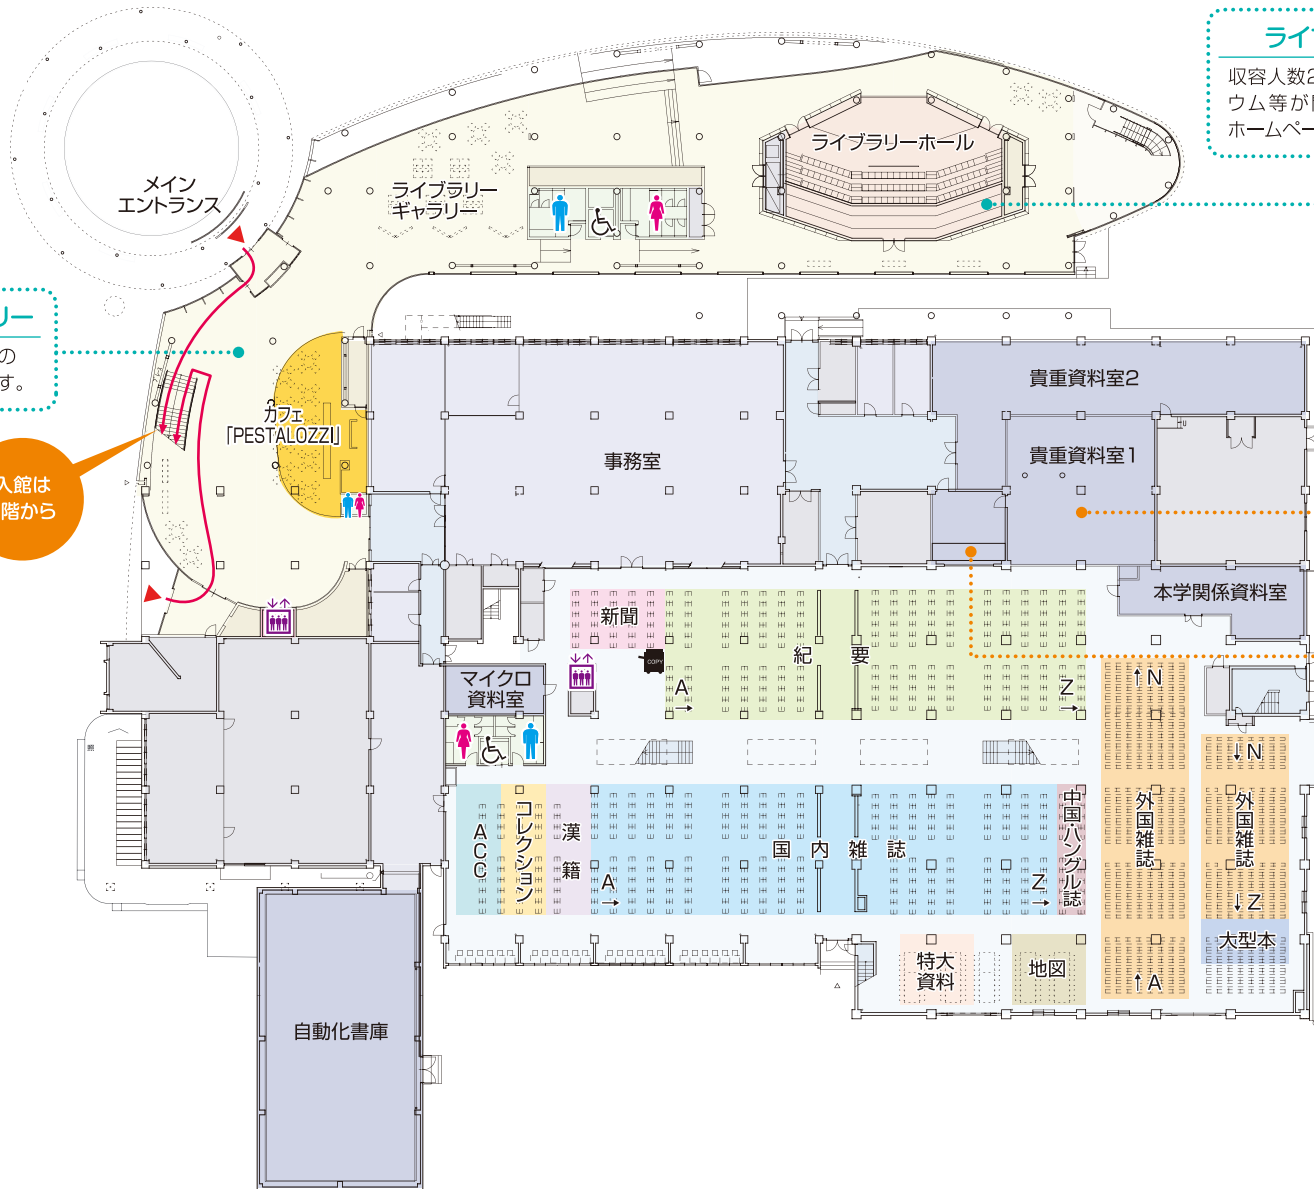 ライ
収容人数2
ウム等が
ホームペー
メイン
エントランス
ライブラリー
ギャラリー
ライブラリーホール
リー
の
す。
カフェ
「PESTALOZZI」
入館は
階から
事務室
貴重資料室2
貴重資料室1
本学関係資料室
新聞
COPY
紀要
A
Z
マイクロ
資料室
N
N
ACC
コレクション
漢籍
国内雑誌
A
Z
中国・ハングル誌
外国雑誌
外国雑誌
Z
大型本
A
特大
資料
地図
自動化書庫